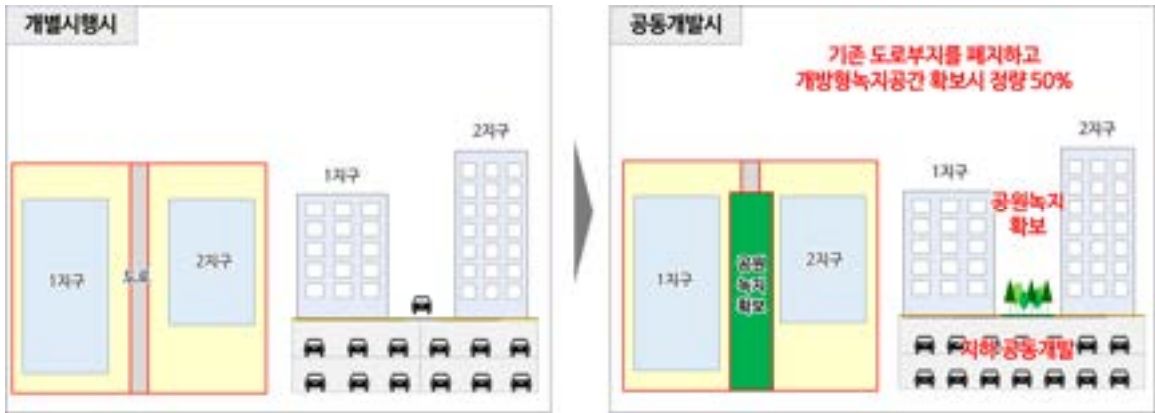 개별시행시
2지구
1지구
1지구
도로
2지구
공동개발시
기존 도로부지를 폐지하고
개방형녹지공간 확보시 정량 50%
2지구
1지구
공원녹지
확보
1지구
공원
녹지
확보
2지구
지하 공동개발